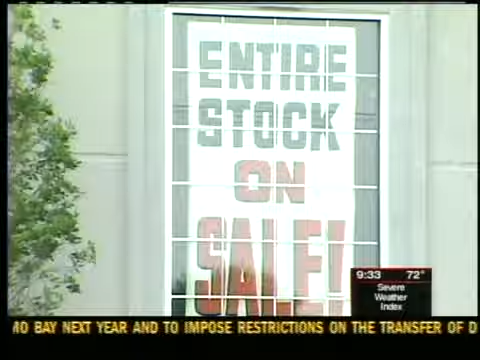 ENTIRE
STOCK
ON
SALE!
9:33 72°
Severe
Weather
Index
MO BAY NEXT YEAR AND TO IMPOSE RESTRICTIONS ON THE TRANSFER OF D